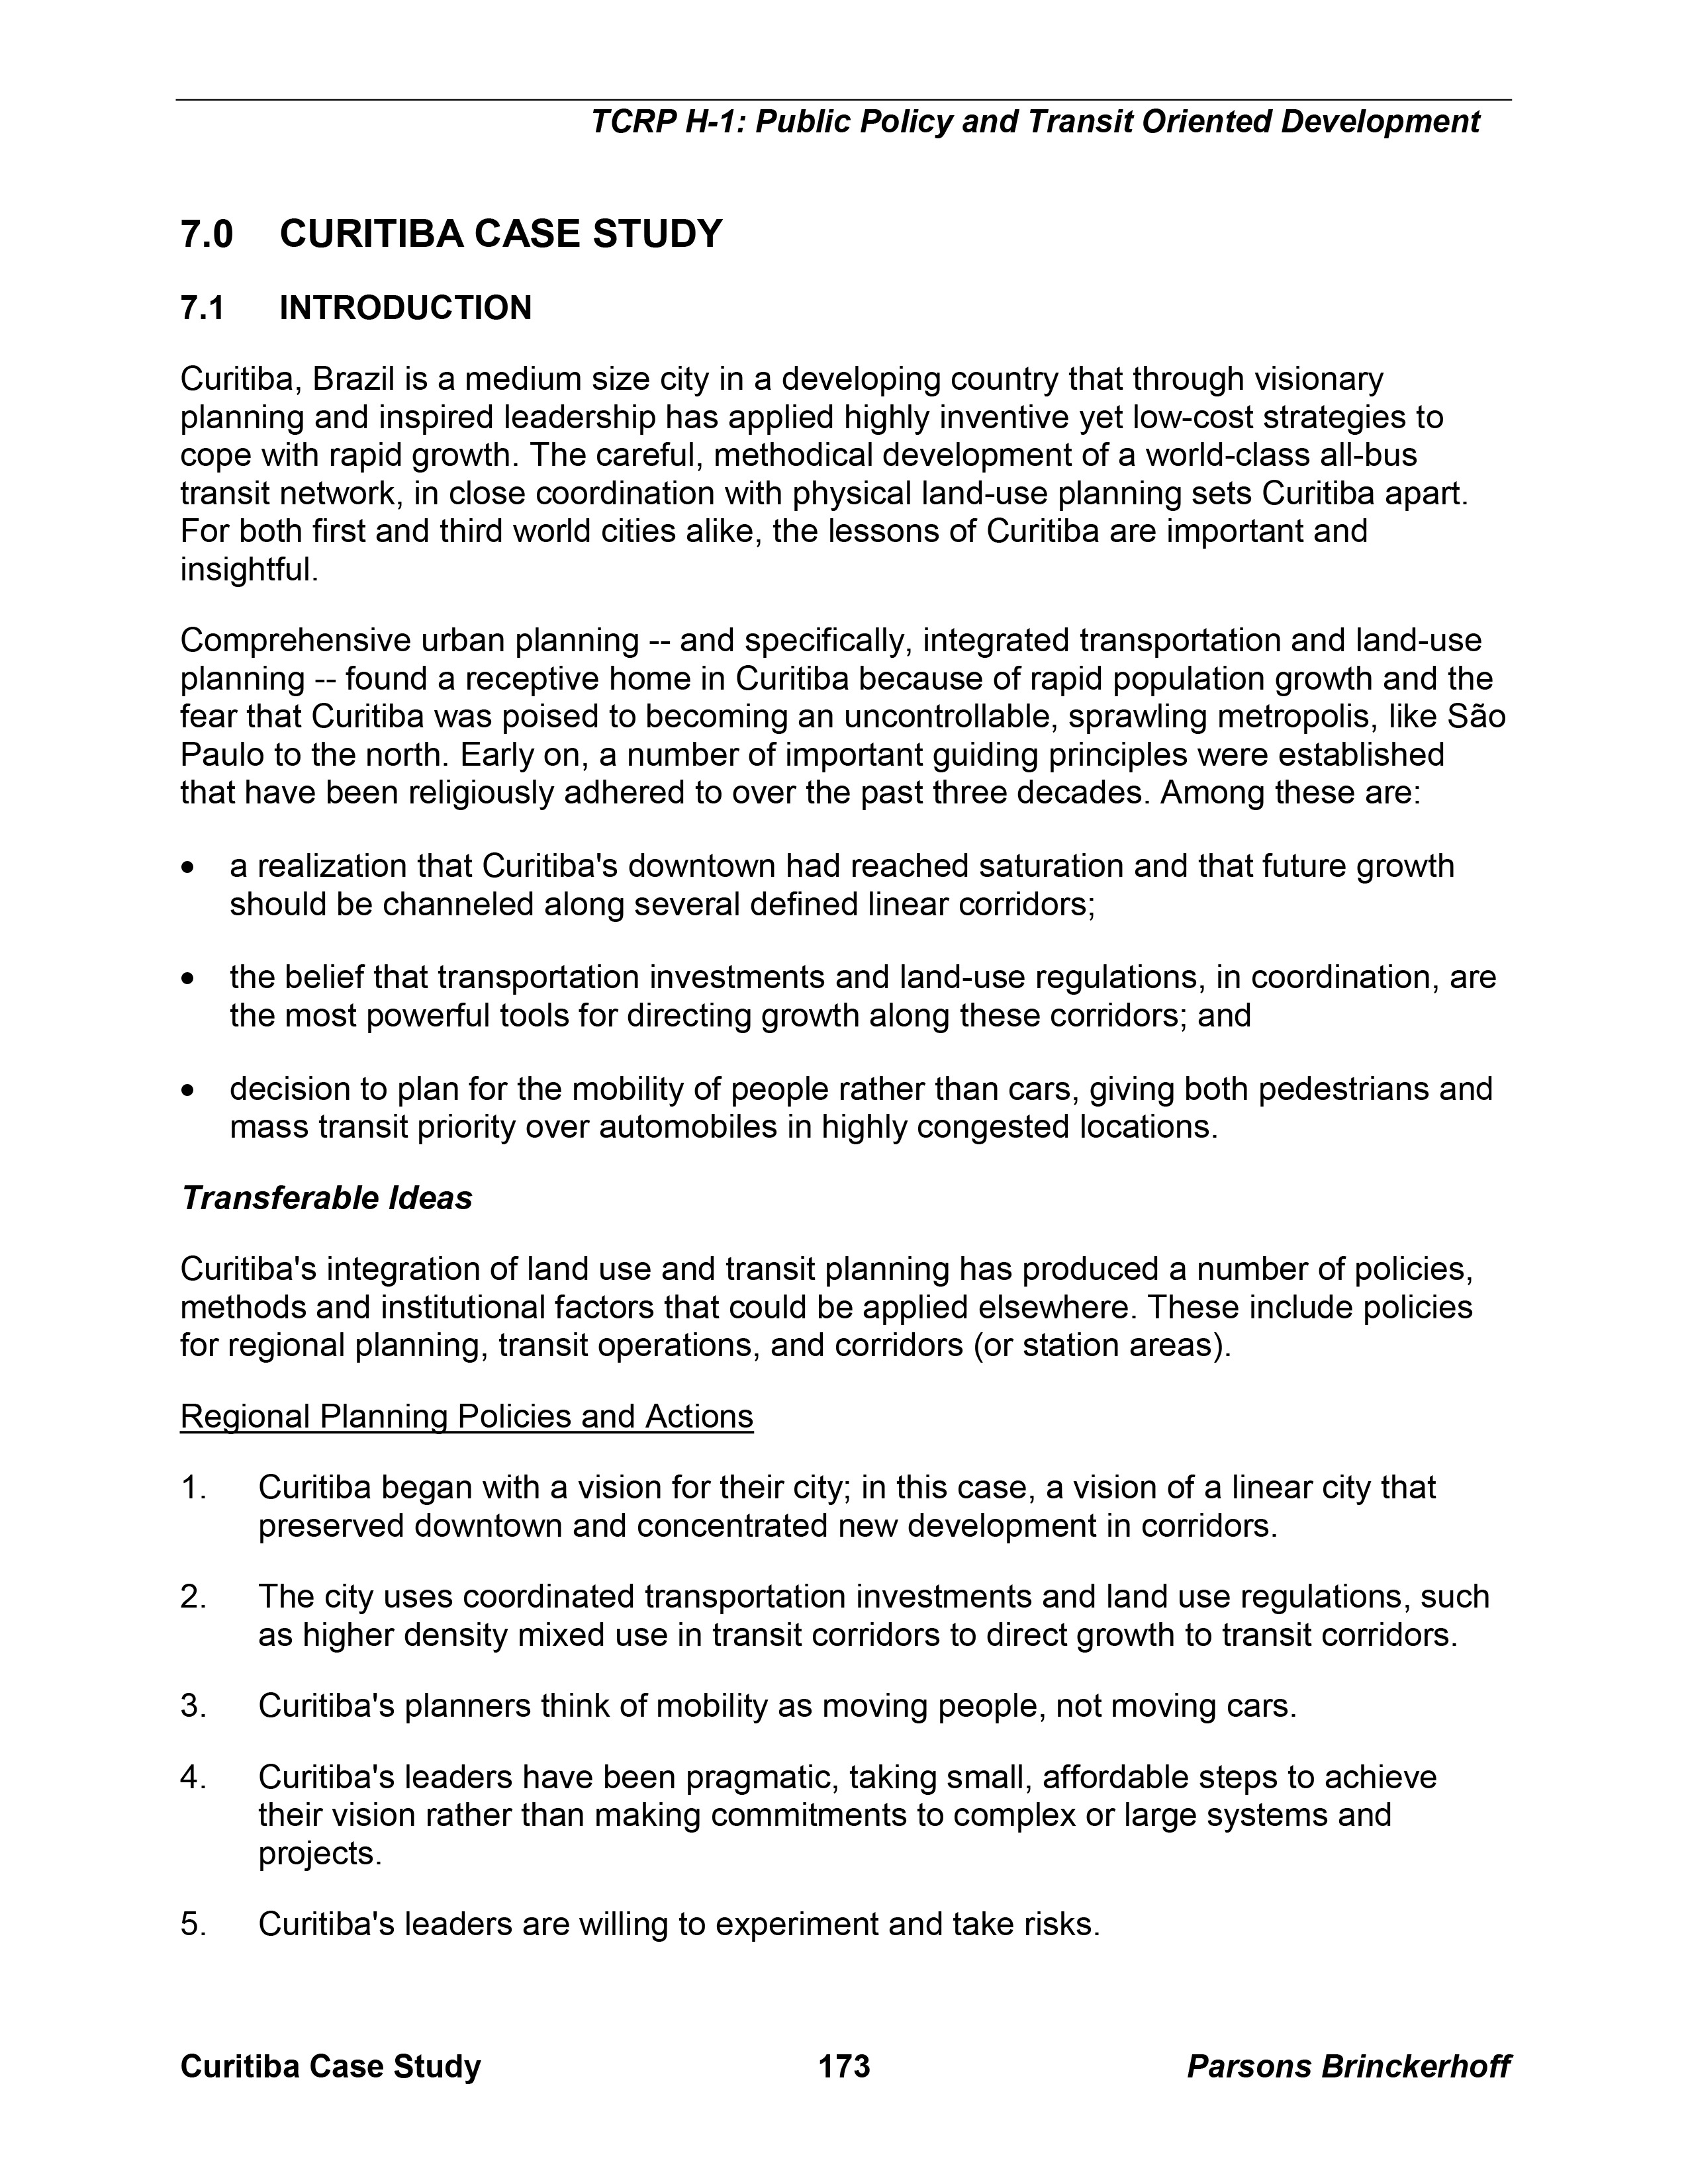 TCRP H-1: Public Policy and Transit Oriented Development
7.0 CURITIBA CASE STUDY
7.1 INTRODUCTION
Curitiba, Brazil is a medium size city in a developing country that through visionary
planning and inspired leadership has applied highly inventive yet low-cost strategies to
cope with rapid growth. The careful, methodical development of a world-class all-bus
transit network, in close coordination with physical land-use planning sets Curitiba apart.
For both first and third world cities alike, the lessons of Curitiba are important and
insightful.
Comprehensive urban planning -- and specifically, integrated transportation and land-use
planning -- found a receptive home in Curitiba because of rapid population growth and the
fear that Curitiba was poised to becoming an uncontrollable, sprawling metropolis, like São
Paulo to the north. Early on, a number of important guiding principles were established
that have been religiously adhered to over the past three decades. Among these are:
• a realization that Curitiba's downtown had reached saturation and that future growth
should be channeled along several defined linear corridors;
• the belief that transportation investments and land-use regulations, in coordination, are
the most powerful tools for directing growth along these corridors; and
• decision to plan for the mobility of people rather than cars, giving both pedestrians and
mass transit priority over automobiles in highly congested locations.
Transferable Ideas
Curitiba's integration of land use and transit planning has produced a number of policies,
methods and institutional factors that could be applied elsewhere. These include policies
for regional planning, transit operations, and corridors (or station areas).
Regional Planning Policies and Actions
1. Curitiba began with a vision for their city; in this case, a vision of a linear city that
preserved downtown and concentrated new development in corridors.
2. The city uses coordinated transportation investments and land use regulations, such
as higher density mixed use in transit corridors to direct growth to transit corridors.
3. Curitiba's planners think of mobility as moving people, not moving cars.
4. Curitiba's leaders have been pragmatic, taking small, affordable steps to achieve
their vision rather than making commitments to complex or large systems and
projects.
5. Curitiba's leaders are willing to experiment and take risks.
Curitiba Case Study 173 Parsons Brinckerhoff